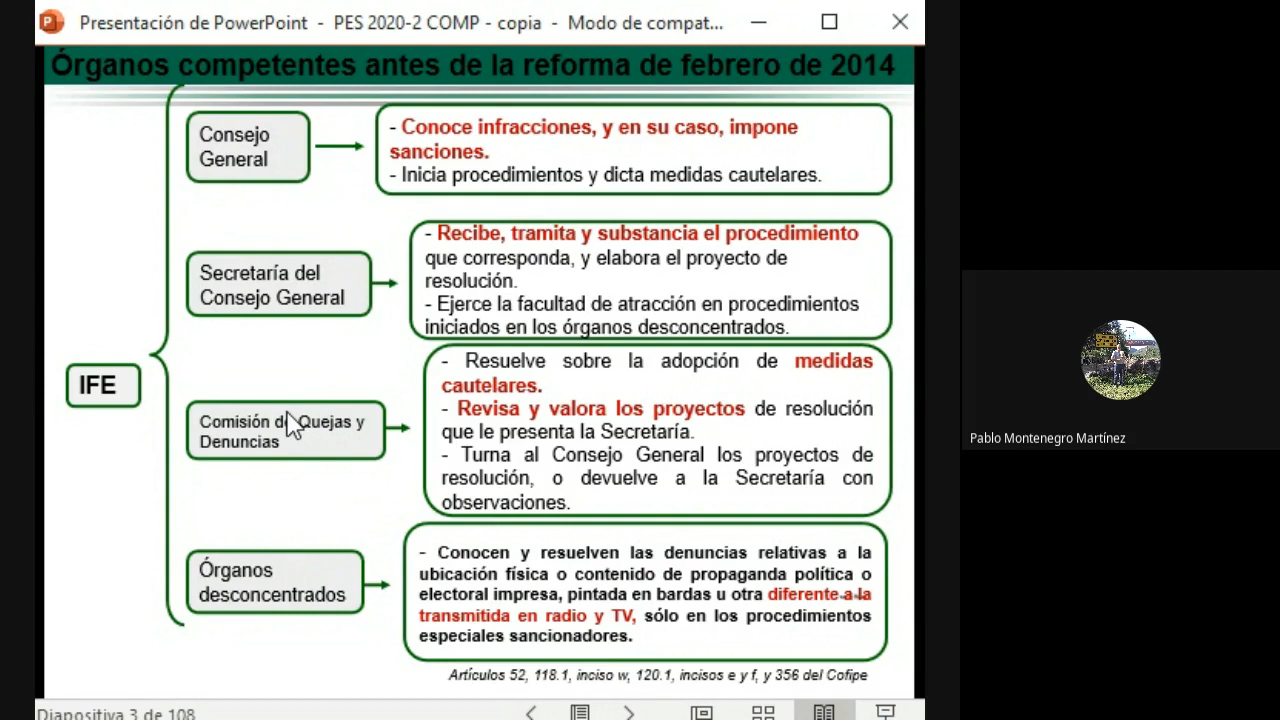 Presentación de PowerPoint - PES 2020-2 COMP - copia - Modo de compat...
Órganos competentes antes de la reforma de febrero de 2014
IFE
Consejo
General
- Conoce infracciones, y en su caso, impone
sanciones.
- Inicia procedimientos y dicta medidas cautelares.
Secretaría del
Consejo General
- Recibe, tramita y substancia el procedimiento
que corresponda, y elabora el proyecto de
resolución.
- Ejerce la facultad de atracción en procedimientos
iniciados en los órganos desconcentrados.
Comisión de Quejas y
Denuncias
- Resuelve sobre la adopción de medidas
cautelares.
- Revisa y valora los proyectos de resolución
que le presenta la Secretaría.
- Turna al Consejo General los proyectos de
resolución, o devuelve a la Secretaría con
observaciones.
Órganos
desconcentrados
- Conocen y resuelven las denuncias relativas a la
ubicación física o contenido de propaganda política o
electoral impresa, pintada en bardas u otra diferente a la
transmitida en radio y TV, sólo en los procedimientos
especiales sancionadores.
Artículos 52, 118.1, inciso w, 120.1, incisos e y f, y 356 del Cofipe
Diapositiva 3 de 108
Pablo Montenegro Martínez